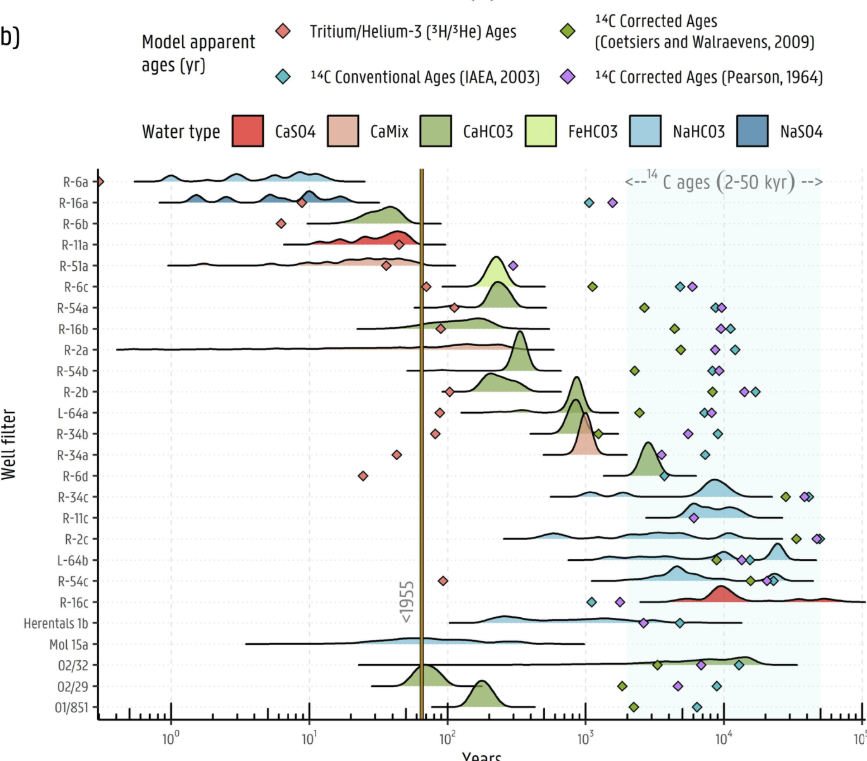 b)
Model apparent
ages (yr)
Tritium/Helium-3 (³H/³He) Ages
¹⁴C Corrected Ages
(Coetsiers and Walraevens, 2009)
¹⁴C Conventional Ages (IAEA, 2003)
¹⁴C Corrected Ages (Pearson, 1964)
Water type
CaSO4
CaMix
CaHCO3
FeHCO3
NaHCO3
NaSO4
<--¹⁴ C ages (2-50 kyr) -->
Well filter
R-6a
R-16a
R-6b
R-11a
R-51a
R-6c
R-54a
R-16b
R-2a
R-54b
R-2b
L-64a
R-34b
R-34a
R-6d
R-34c
R-11c
R-2c
L-64b
R-54c
R-16c
Herentals 1b
Mol 15a
02/32
02/29
01/851
<1955
10⁰
10¹
10²
10³
10⁴
Years